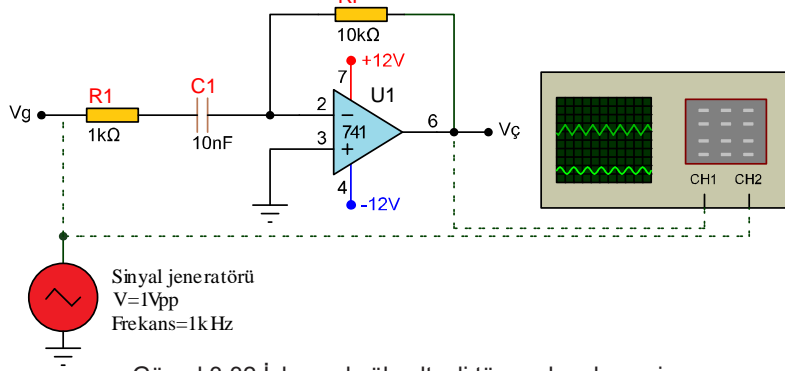 10kΩ
+12V
7
R1
C1
U1
Vg
2
6
Vç
1kΩ
10nF
741
3
4
-12V
CH1 CH2
Sinyal jeneratörü
V=1Vpp
Frekans=1kHz